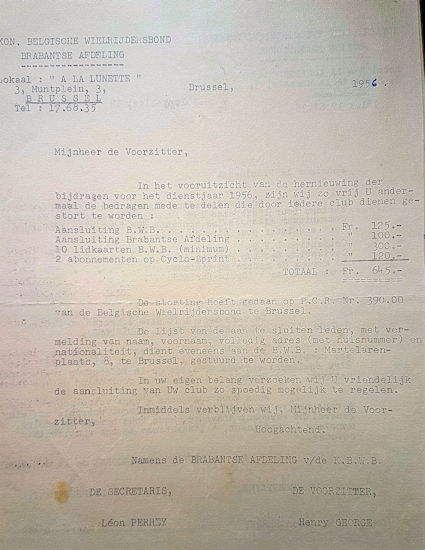 KON. BELGISCHE WIELRIJDERSBOND
BRABANTSE AFDELING
Lokaal : " A LA LUNETTE "
3, Muntplein, 3,
BRUSSEL
Tel : 17.68.35
Brussel, 1956.
Mijnheer de Voorzitter,
In het vooruitzicht van de hernieuwing der
bijdragen voor het dienstjaar 1956, zijn wij zo vrij U ander-
maal de bedragen mede te delen die door iedere club dienen ge-
stort te worden :
Aansluiting B.W.B. . . . . . . . . . . . . . . . . Fr. 125.-
Aansluiting Brabantse Afdeling . . . . . . . . . . " 100.-
10 lidkaarten B.W.B. (minimum) . . . . . . . . . . " 300.-
2 abonnementen op Cyclo-Sprint . . . . . . . . . . " 120.-
TOTAAL : Fr. 645.-
De storting hoeft gedaan op P.C.R. Nr. 390.00
van de Belgische Wielrijdersbond te Brussel.
De lijst van de aan te sluiten leden, met ver-
melding van naam, voornaam, volledig adres (met huisnummer) en
nationaliteit, dient eveneens aan de B.W.B. : Martelaren-
plaats, 8, te Brussel, gestuurd te worden.
In uw eigen belang verzoeken wij U vriendelijk
de aansluiting van Uw club zo spoedig mogelijk te regelen.
Inmiddels verblijven wij, Mijnheer de Voor-
zitter,
Hoogachtend.
Namens de BRABANTSE AFDELING v/de K.B.W.B.
DE SECRETARIS, DE VOORZITTER,
Léon PERREY Henry GEORGE